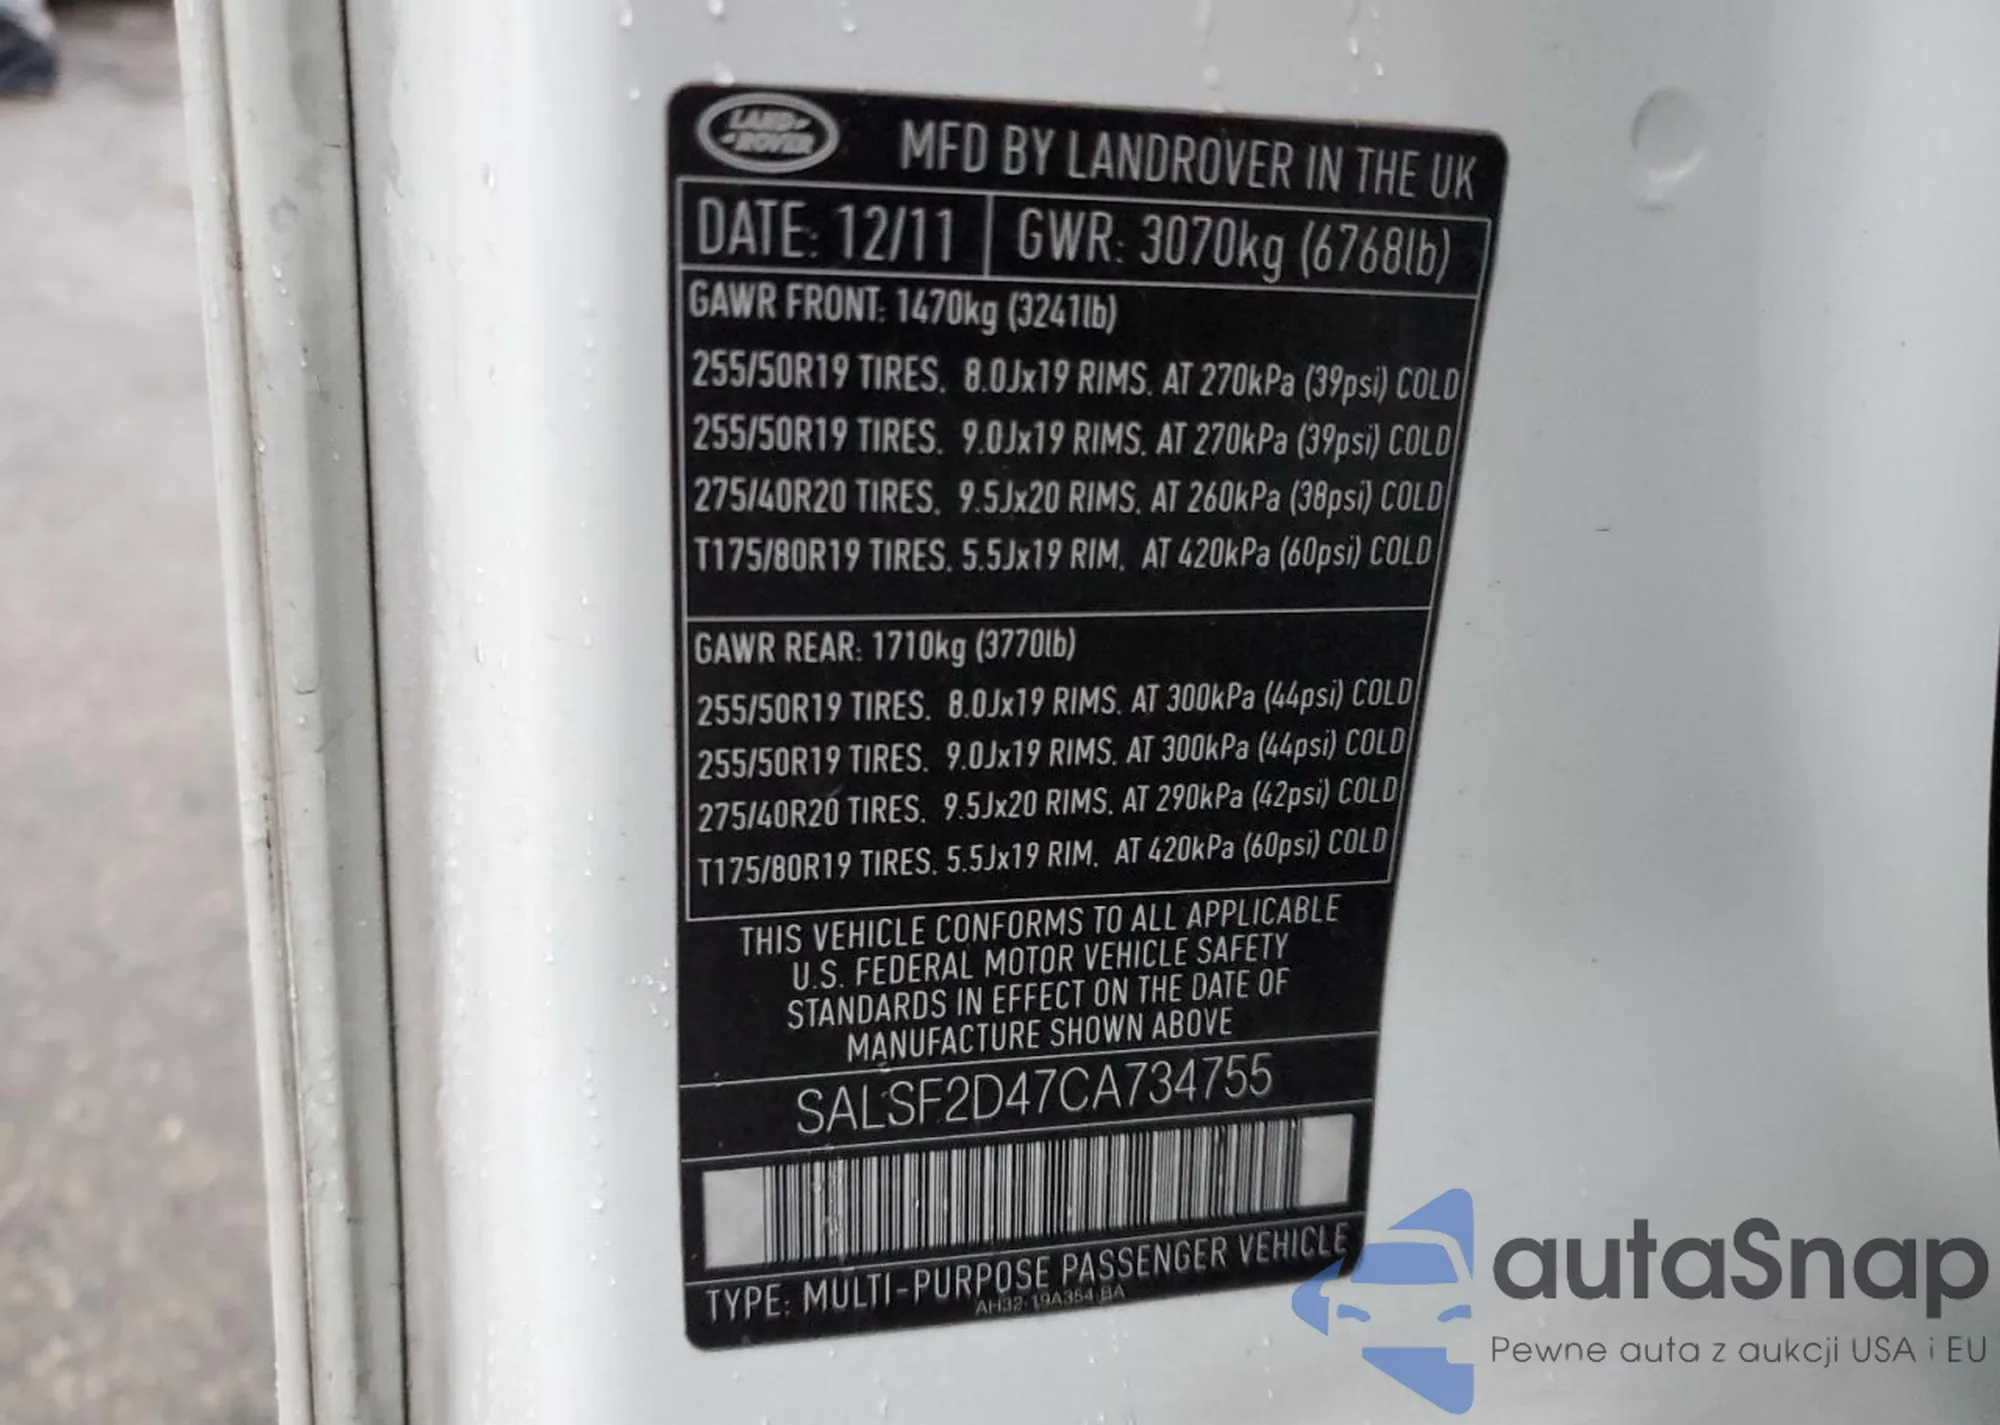 LAND ROVER
MFD BY LANDROVER IN THE UK
DATE: 12/11 GWR: 3070kg (6768lb)
GAWR FRONT: 1470kg (3241lb)
255/50R19 TIRES. 8.0Jx19 RIMS. AT 270kPa (39psi) COLD
255/50R19 TIRES. 9.0Jx19 RIMS. AT 270kPa (39psi) COLD
275/40R20 TIRES. 9.5Jx20 RIMS. AT 260kPa (38psi) COLD
T175/80R19 TIRES. 5.5Jx19 RIM. AT 420kPa (60psi) COLD
GAWR REAR: 1710kg (3770lb)
255/50R19 TIRES. 8.0Jx19 RIMS. AT 300kPa (44psi) COLD
255/50R19 TIRES. 9.0Jx19 RIMS. AT 300kPa (44psi) COLD
275/40R20 TIRES. 9.5Jx20 RIMS. AT 290kPa (42psi) COLD
T175/80R19 TIRES. 5.5Jx19 RIM. AT 420kPa (60psi) COLD
THIS VEHICLE CONFORMS TO ALL APPLICABLE
U.S. FEDERAL MOTOR VEHICLE SAFETY
STANDARDS IN EFFECT ON THE DATE OF
MANUFACTURE SHOWN ABOVE
SALSF2D47CA734755
TYPE: MULTI-PURPOSE PASSENGER VEHICLE
AH32-19A354-BA
autaSnap
Pewne auta z aukcji USA i EU